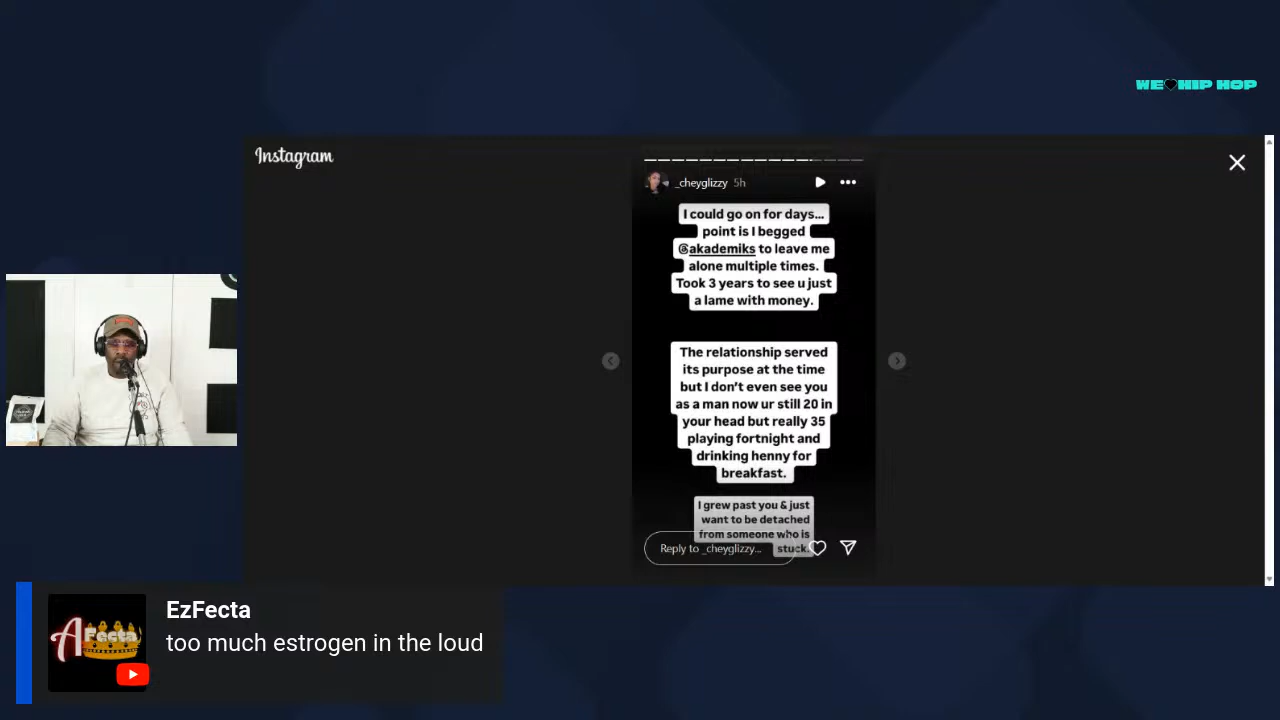 WE HIP HOP
Instagram
_cheyglizzy 5h
I could go on for days...
point is I begged
@akademiks to leave me
alone multiple times.
Took 3 years to see u just
a lame with money.
The relationship served
its purpose at the time
but I don't even see you
as a man now ur still 20 in
your head but really 35
playing fortnight and
drinking henny for
breakfast.
I grew past you & just
want to be detached
from someone who is
stuck.
Reply to _cheyglizzy...
A Fecta
EzFecta
too much estrogen in the loud